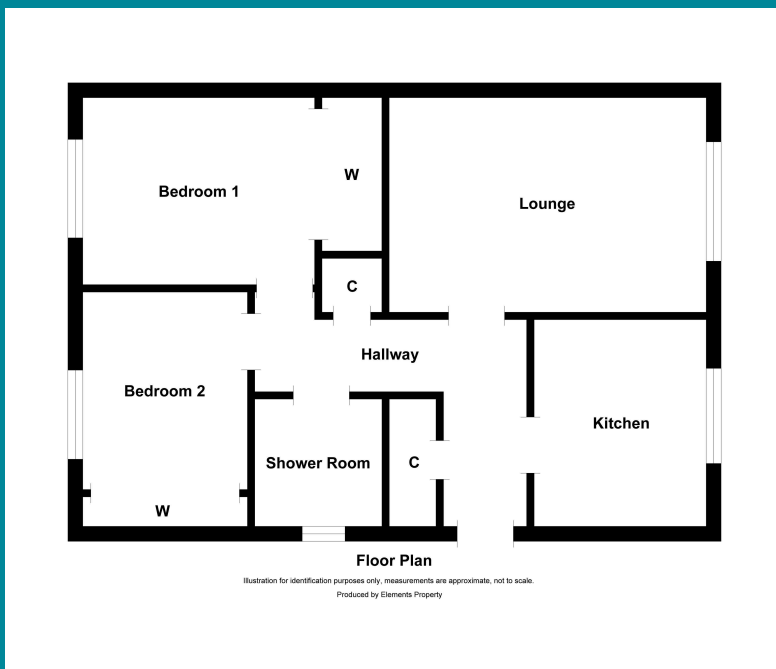 Bedroom 1
W
Lounge
C
Hallway
Bedroom 2
Kitchen
Shower Room
C
W
Floor Plan
Illustration for identification purposes only, measurements are approximate, not to scale.
Produced by Elements Property